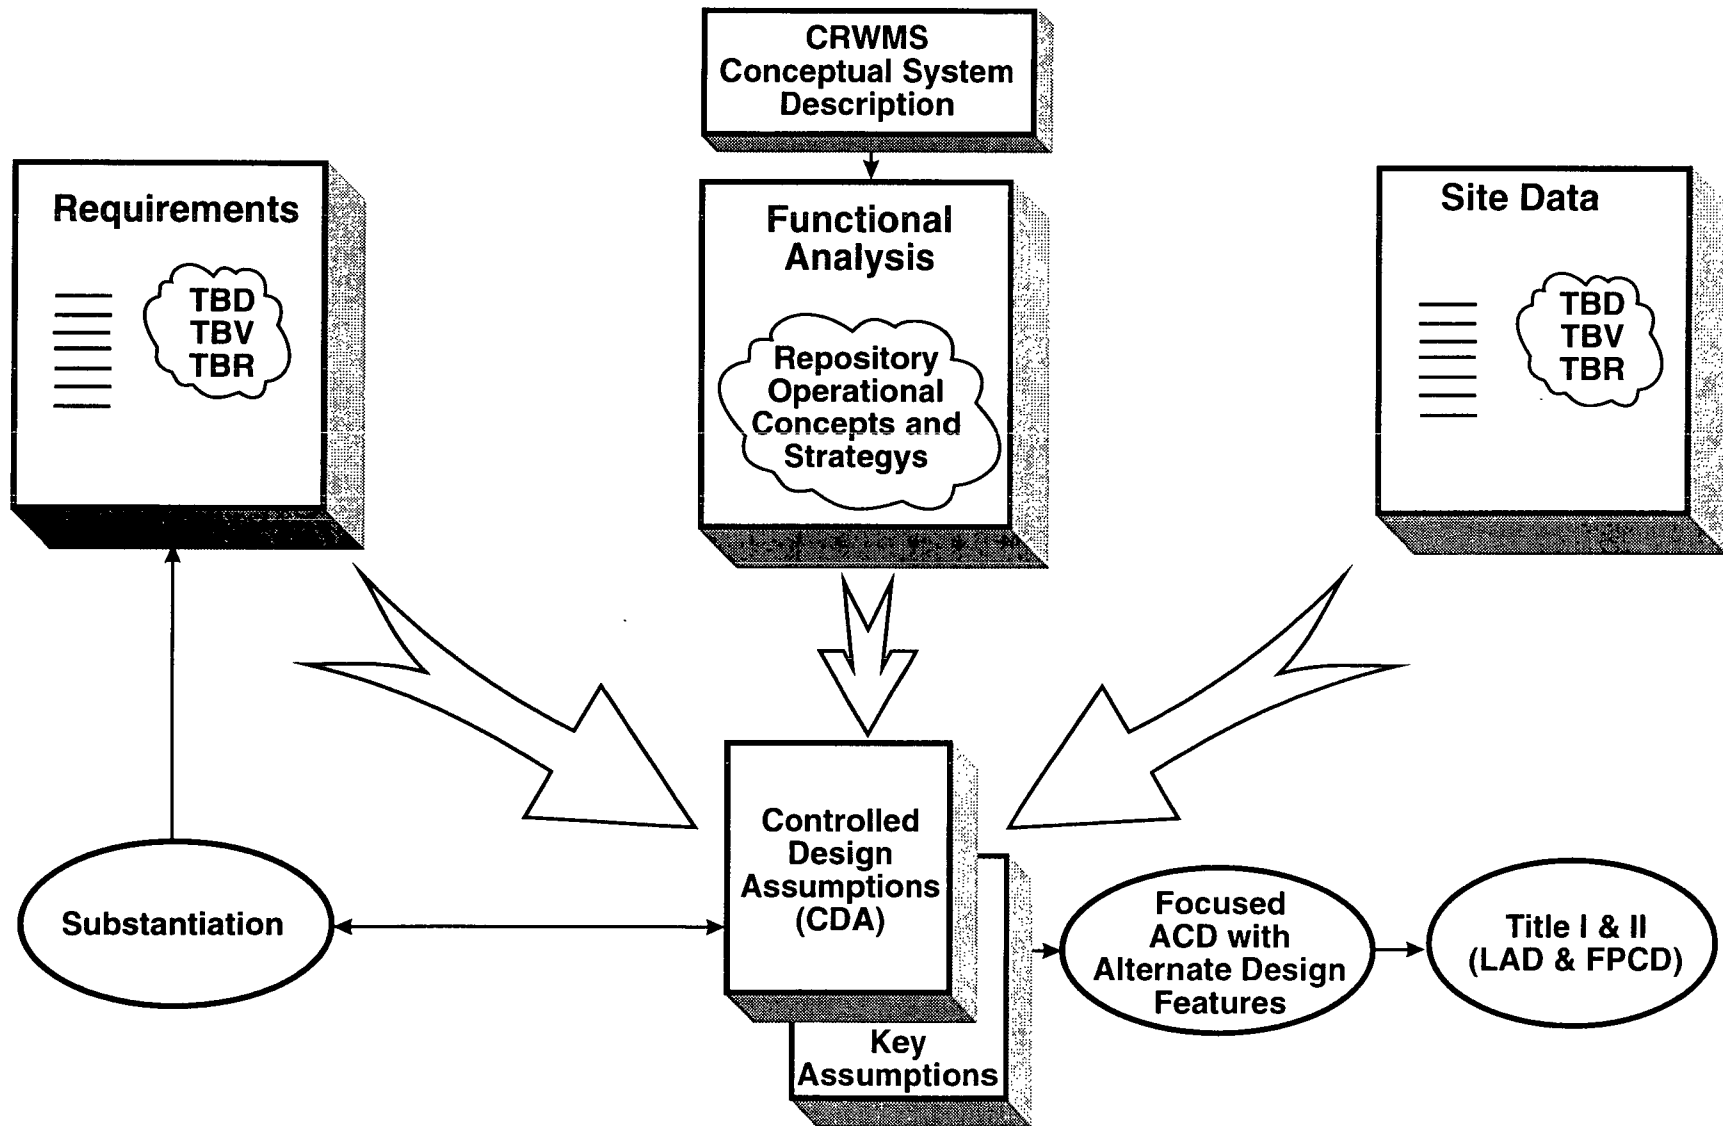 CRWMS
Conceptual System
Description
Requirements
TBD
TBV
TBR
Functional
Analysis
Repository
Operational
Concepts and
Strategys
Site Data
TBD
TBV
TBR
Substantiation
Controlled
Design
Assumptions
(CDA)
Key
Assumptions
Focused
ACD with
Alternate Design
Features
Title I & II
(LAD & FPCD)